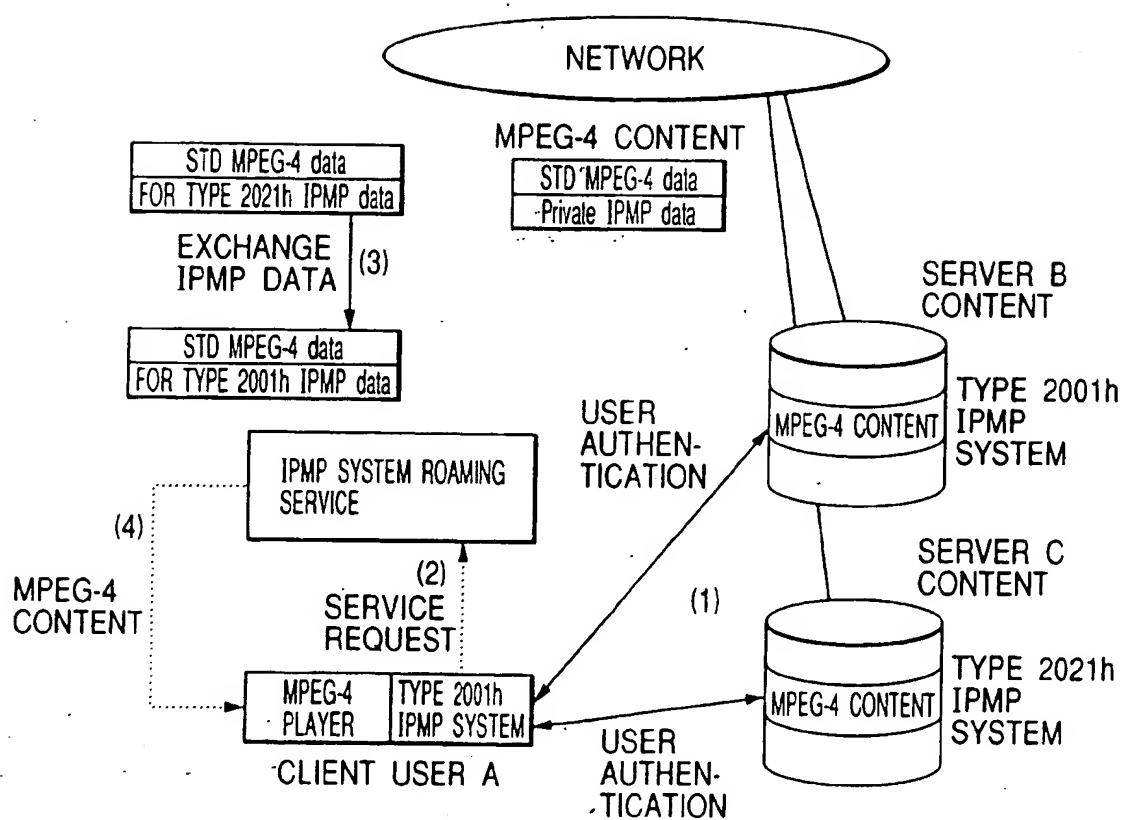 NETWORK
MPEG-4 CONTENT
STD MPEG-4 data
Private IPMP data
STD MPEG-4 data
FOR TYPE 2021h IPMP data
EXCHANGE
IPMP DATA
(3)
STD MPEG-4 data
FOR TYPE 2001h IPMP data
SERVER B
CONTENT
MPEG-4 CONTENT
TYPE 2001h
IPMP
SYSTEM
USER
AUTHEN-
TICATION
IPMP SYSTEM ROAMING
SERVICE
(4)
MPEG-4
CONTENT
(2)
SERVICE
REQUEST
(1)
SERVER C
CONTENT
MPEG-4 CONTENT
TYPE 2021h
IPMP
SYSTEM
MPEG-4
PLAYER
TYPE 2001h
IPMP SYSTEM
CLIENT USER A
USER
AUTHEN-
TICATION